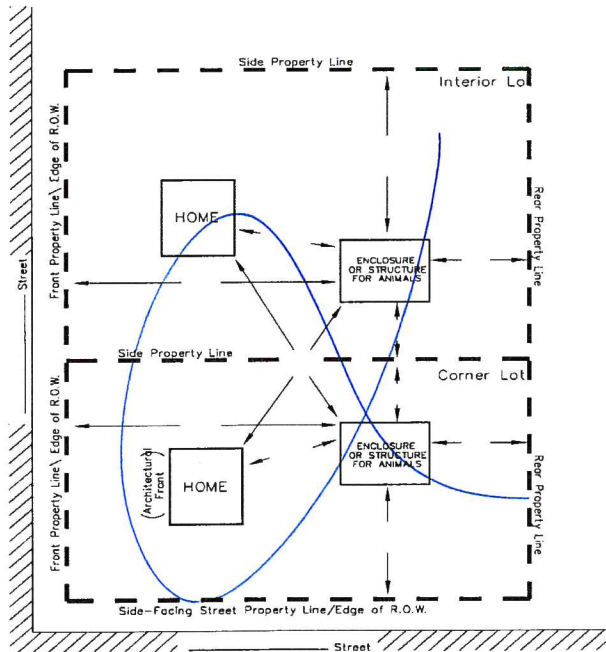 Side Property Line
Interior Lo
Front Property Line\ Edge of R.O.W.
HOME
ENCLOSURE
OR STRUCTURE
FOR ANIMALS
Rear Property Line
Street
Side Property Line
Corner Lot
Front Property Line\ Edge of R.O.W.
(Architectural
Front)
HOME
ENCLOSURE
OR STRUCTURE
FOR ANIMALS
Rear Property Line
Side-Facing Street Property Line/Edge of R.O.W.
Street